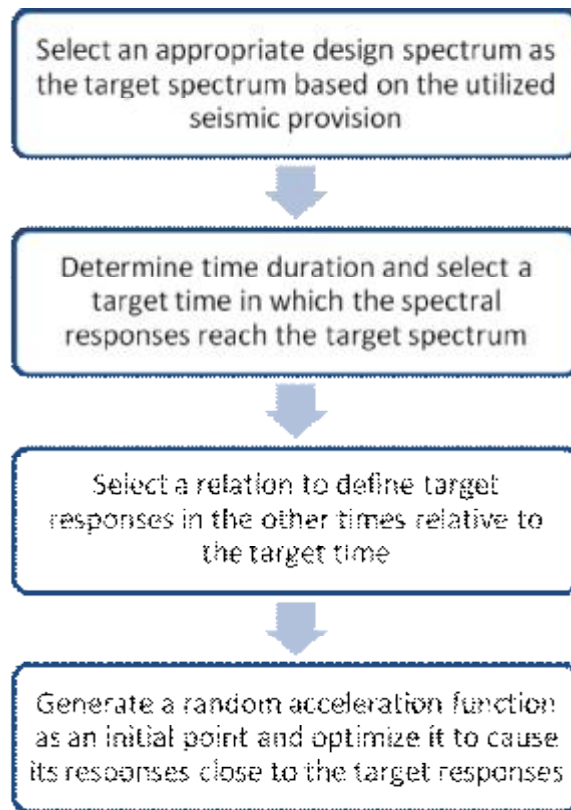 Select an appropriate design spectrum as
the target spectrum based on the utilized
seismic provision
Determine time duration and select a
target time in which the spectral
responses reach the target spectrum
Select a relation to define target
responses in the other times relative to
the target time
Generate a random acceleration function
as an initial point and optimize it to cause
its responses close to the target responses